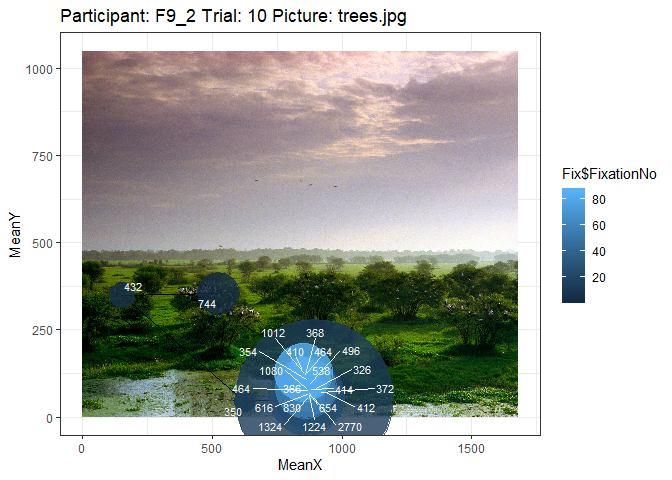 Participant: F9_2 Trial: 10 Picture: trees.jpg
1000
750
500
250
0
MeanY
432
744
1012 368
354 410 464 496
1080 538 326
464 366 414 372
350 616 830 654 412
1324 1224 2770
0 500 1000 1500
MeanX
Fix$FixationNo
80
60
40
20